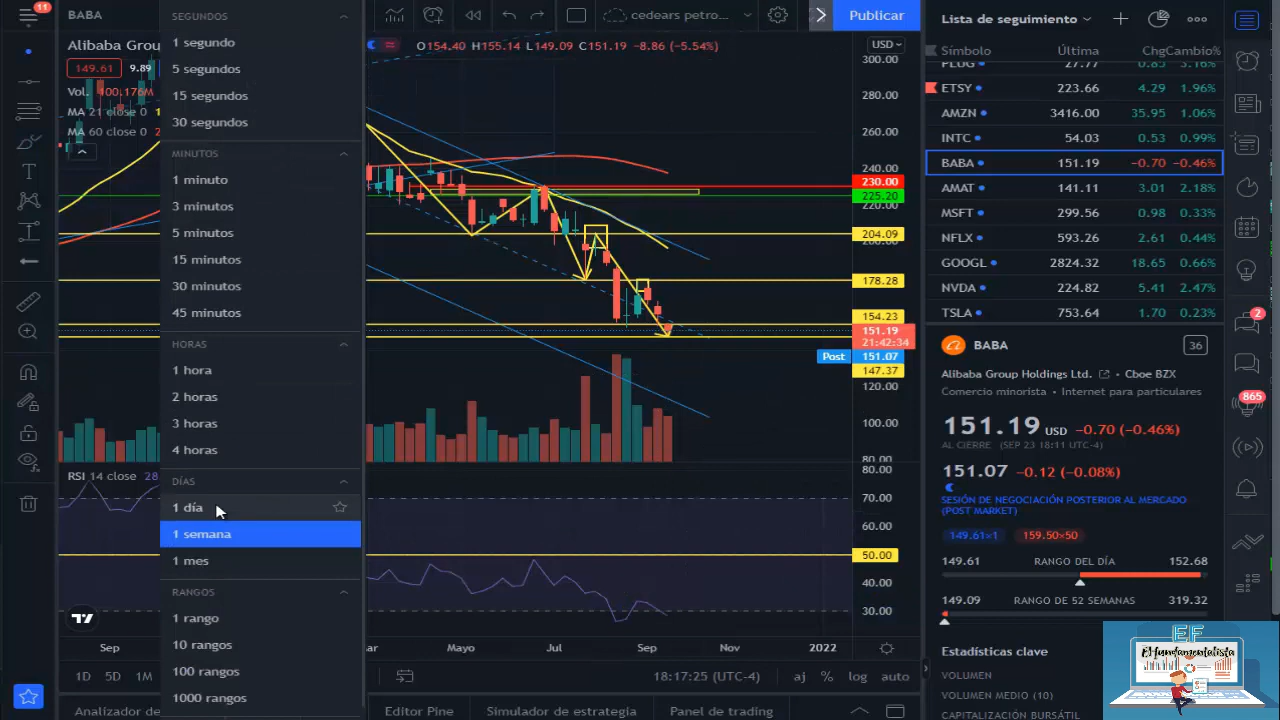 11
BABA
cedears petro...
Publicar
Lista de seguimiento
Alibaba Grou
149.61
9.89
Vol.
400.176M
MA 21 close 0
MA 60 close 0
SEGUNDOS
1 segundo
5 segundos
15 segundos
30 segundos
MINUTOS
1 minuto
3 minutos
5 minutos
15 minutos
30 minutos
45 minutos
HORAS
1 hora
2 horas
3 horas
4 horas
DÍAS
1 día
1 semana
1 mes
RANGOS
1 rango
10 rangos
100 rangos
1000 rangos
O154.40 H155.14 L149.09 C151.19 -8.86 (-5.54%)
USD
300.00
280.00
260.00
240.00
230.00
225.20
220.00
204.09
178.28
154.23
151.19
21:42:34
Post 151.07
147.37
120.00
100.00
80.00
RSI 14 close 28
80.00
70.00
60.00
50.00
40.00
30.00
Sep
Mayo
Jul
Sep
Nov
2022
1D 5D 1M
18:17:25 (UTC-4)
aj % log auto
Analizador de
Editor Pine
Simulador de estrategia
Panel de trading
Símbolo Última Chg Cambio%
PLUG 27.77 0.85 3.16%
ETSY 223.66 4.29 1.96%
AMZN 3416.00 35.95 1.06%
INTC 54.03 0.53 0.99%
BABA 151.19 -0.70 -0.46%
AMAT 141.11 3.01 2.18%
MSFT 299.56 0.98 0.33%
NFLX 593.26 2.61 0.44%
GOOGL 2824.32 18.65 0.66%
NVDA 224.82 5.41 2.47%
TSLA 753.64 1.70 0.23%
BABA
36
Alibaba Group Holdings Ltd. • Cboe BZX
Comercio minorista • Internet para particulares
151.19 USD -0.70 (-0.46%)
AL CIERRE (SEP 23 18:11 UTC-4)
151.07 -0.12 (-0.08%)
SESIÓN DE NEGOCIACIÓN POSTERIOR AL MERCADO
(POST MARKET)
149.61×1
159.50×50
149.61 RANGO DEL DÍA 152.68
149.09 RANGO DE 52 SEMANAS 319.32
Estadísticas clave
VOLUMEN
VOLUMEN MEDIO (10)
CAPITALIZACIÓN BURSÁTIL
2
865
EF
El Fundamentalista